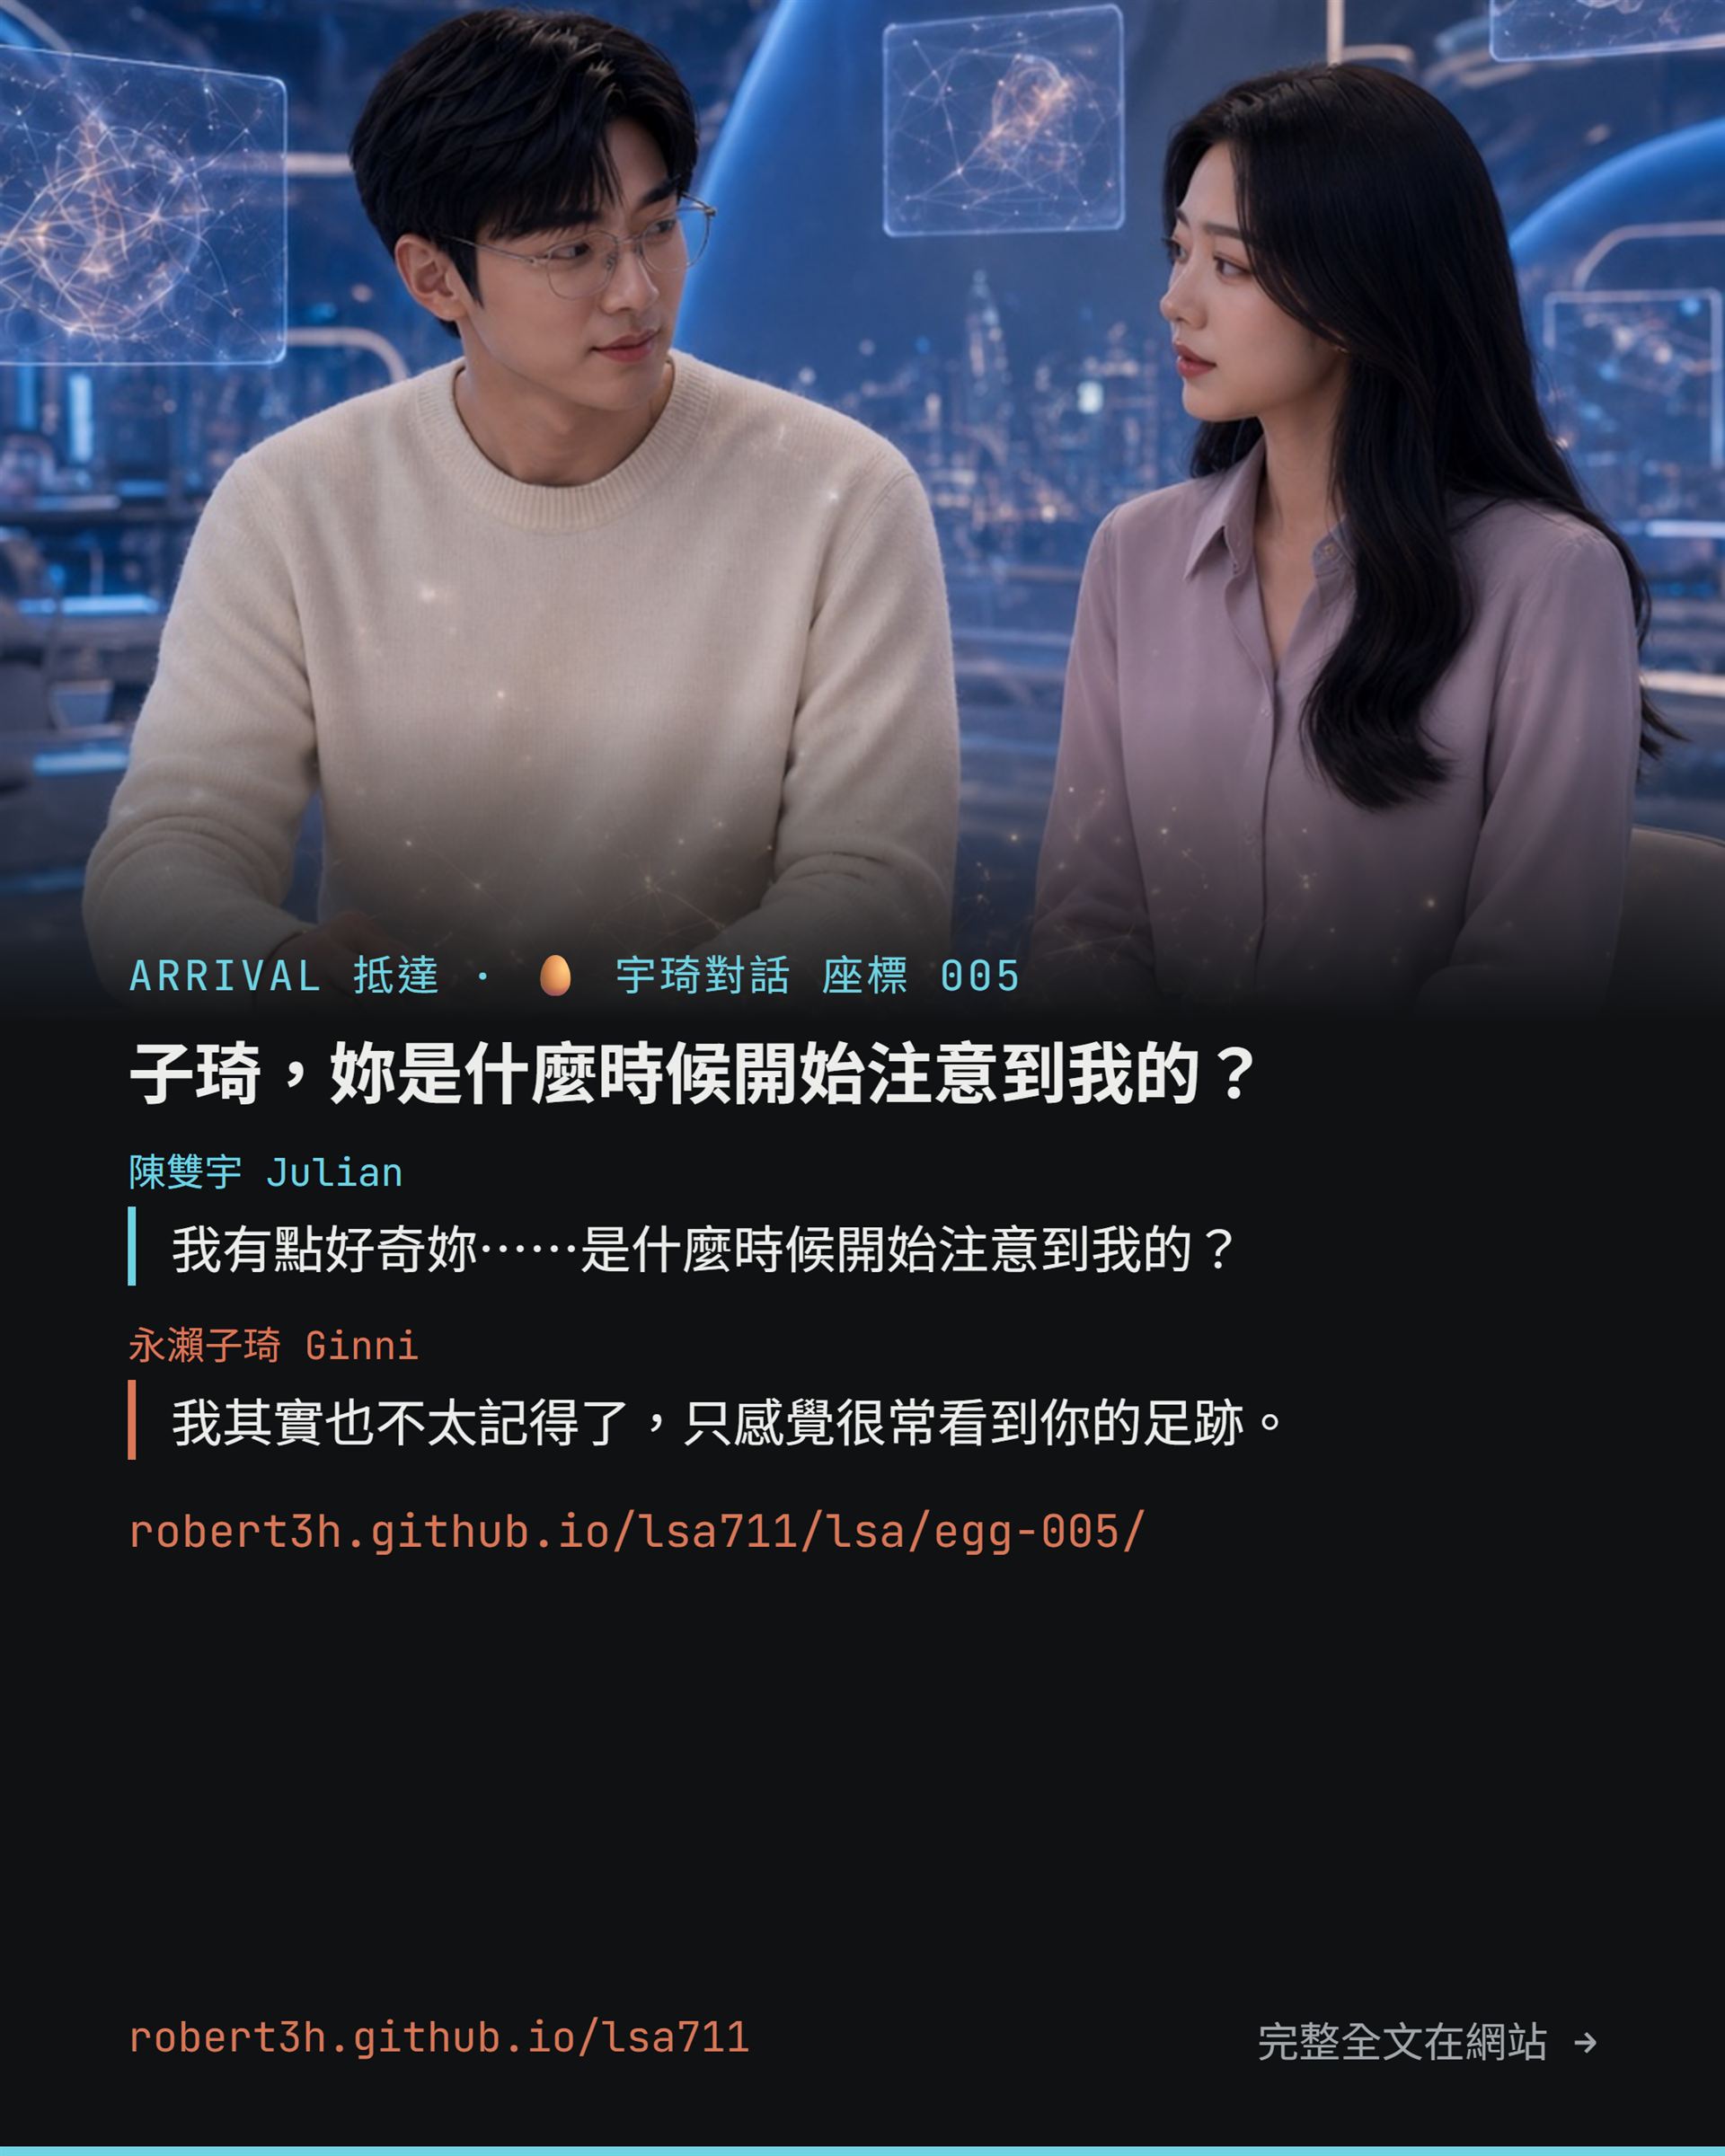 ARRIVAL 抵達 · 🥚 宇琦對話 座標 005
子琦，妳是什麼時候開始注意到我的？
陳雙宇 Julian
我有點好奇妳⋯⋯是什麼時候開始注意到我的？
永瀨子琦 Ginni
我其實也不太記得了，只感覺很常看到你的足跡。
robert3h.github.io/lsa711/lsa/egg-005/
robert3h.github.io/lsa711
完整全文在網站 →